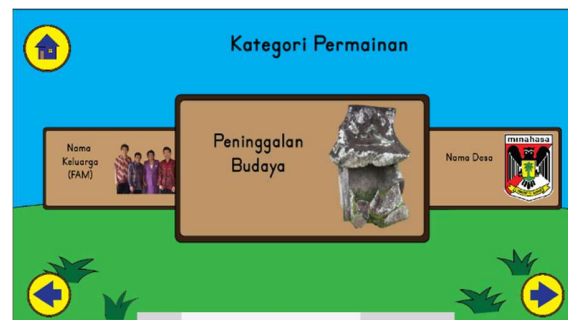 Kategori Permainan
Nama
Keluarga
(FAM)
Peninggalan
Budaya
Nama Desa
minahasa